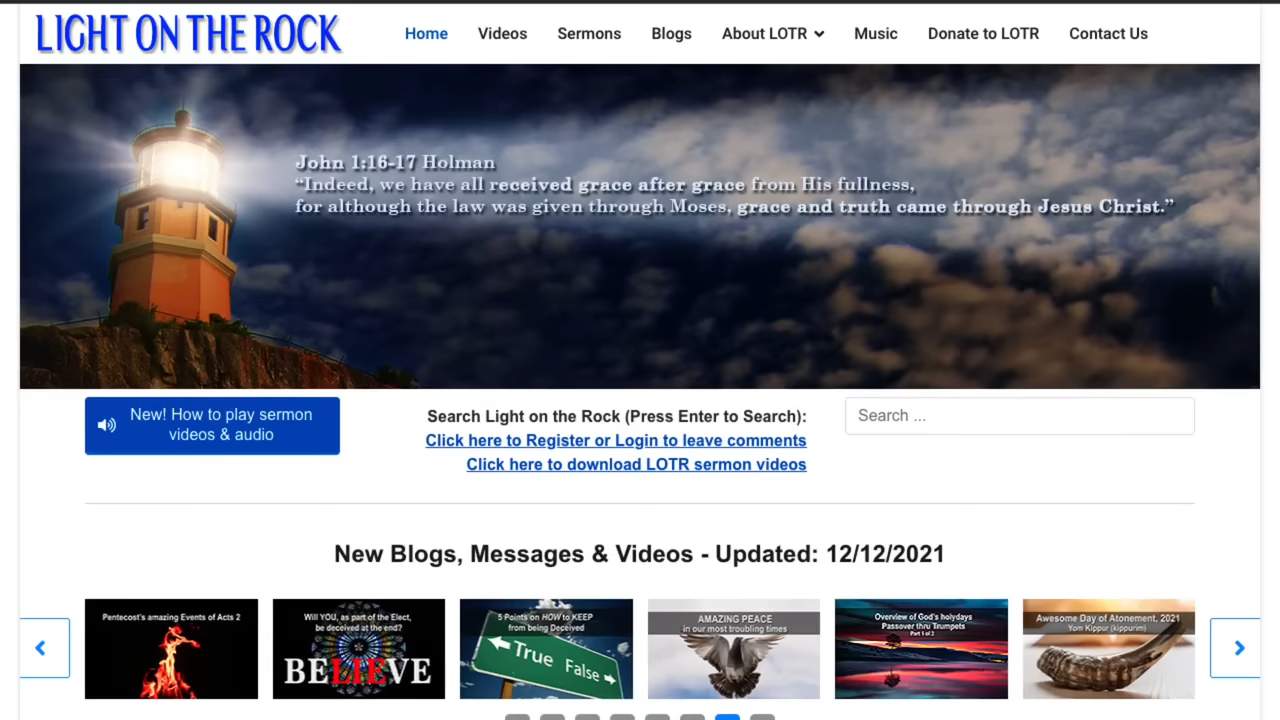 LIGHT ON THE ROCK
Home Videos Sermons Blogs About LOTR Music Donate to LOTR Contact Us
John 1:16-17 Holman
“Indeed, we have all received grace after grace from His fullness,
for although the law was given through Moses, grace and truth came through Jesus Christ.”
New! How to play sermon
videos & audio
Search Light on the Rock (Press Enter to Search):
Search ...
Click here to Register or Login to leave comments
Click here to download LOTR sermon videos
New Blogs, Messages & Videos - Updated: 12/12/2021
Pentecost's amazing Events of Acts 2
Will YOU, as part of the Elect,
be deceived at the end?
BELIEVE
5 Points on HOW to KEEP
from being Deceived
True
False
AMAZING PEACE
in our most troubling times
Overview of God's holydays
Passover thru Trumpets
Part 1 of 2
Awesome Day of Atonement, 2021
Yom Kippur (kippurim)